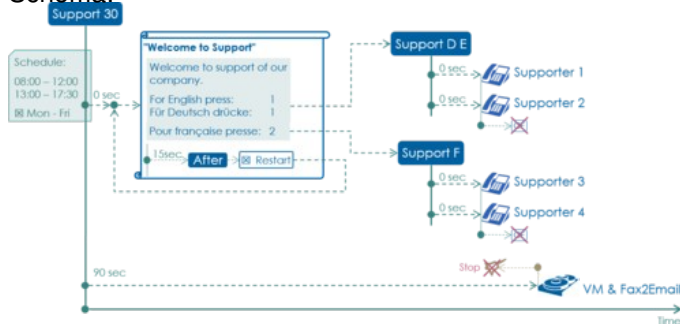 Schema:
Support 30
Schedule:
08:00 – 12:00
13:00 – 17:30
☒ Mon - Fri
0 sec
"Welcome to Support"
Welcome to support of our
company.
For English press: 1
Für Deutsch drücke: 1
Pour française presse: 2
15sec
After
☒ Restart
Support D E
0 sec
Supporter 1
0 sec
Supporter 2
Support F
0 sec
Supporter 3
0 sec
Supporter 4
90 sec
Stop
VM & Fax2Email
Time